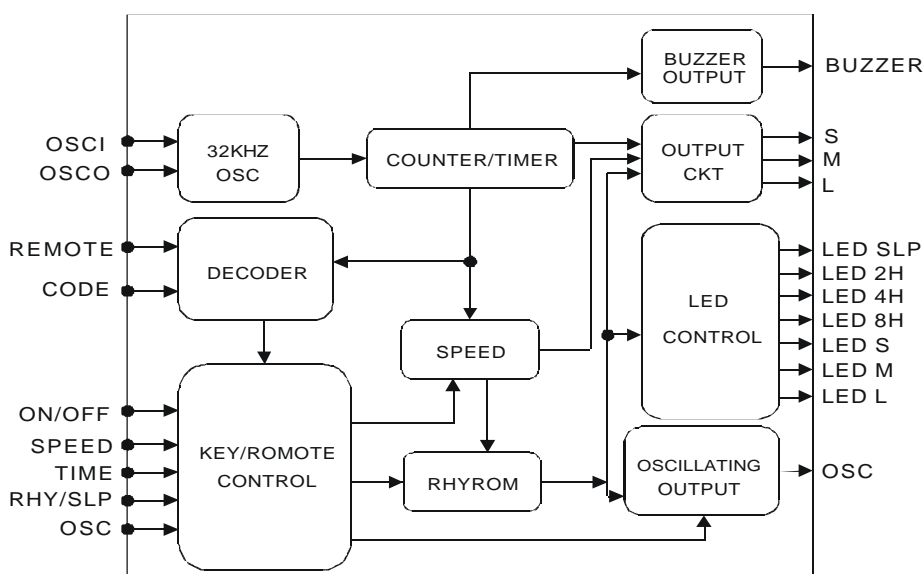 BUZZER
OUTPUT
BUZZER
OSCI
OSCO
32KHZ
OSC
COUNTER/TIMER
OUTPUT
CKT
S
M
L
REMOTE
CODE
DECODER
SPEED
LED
CONTROL
LED SLP
LED 2H
LED 4H
LED 8H
LED S
LED M
LED L
ON/OFF
SPEED
TIME
RHY/SLP
OSC
KEY/ROMOTE
CONTROL
RHYROM
OSCILLATING
OUTPUT
OSC